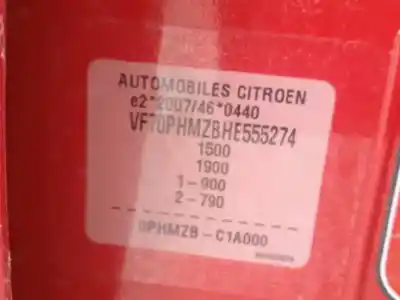 AUTOMOBILES CITROEN
e2*2007/46*0440
VF70PHMZBHE555274
1500
1900
1-900
2-790
0PHMZB-C1A000